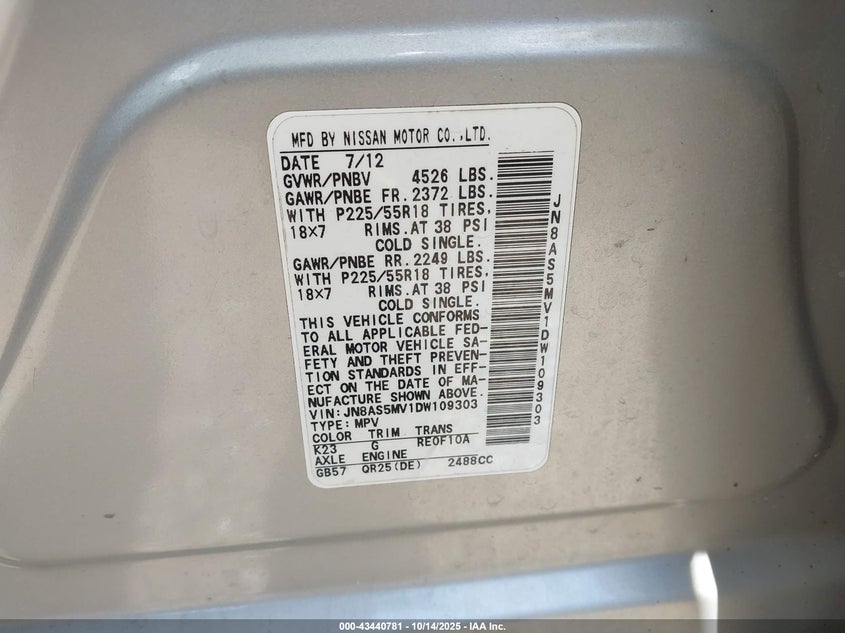 MFD BY NISSAN MOTOR CO.,LTD.
DATE 7/12
GVWR/PNBV 4526 LBS.
GAWR/PNBE FR. 2372 LBS.
WITH P225/55R18 TIRES,
18×7 RIMS. AT 38 PSI
COLD SINGLE.
GAWR/PNBE RR. 2249 LBS.
WITH P225/55R18 TIRES,
18×7 RIMS. AT 38 PSI
COLD SINGLE.
THIS VEHICLE CONFORMS
TO ALL APPLICABLE FED-
ERAL MOTOR VEHICLE SA-
FETY AND THEFT PREVEN-
TION STANDARDS IN EFF-
ECT ON THE DATE OF MA-
NUFACTURE SHOWN ABOVE.
VIN: JN8AS5MV1DW109303
TYPE: MPV
COLOR TRIM TRANS
K23 G RE0F10A
AXLE ENGINE
GB57 QR25(DE) 2488CC
JN8AS5MV1DW109303
000-43440781 | 10/14/2025 - IAA Inc.